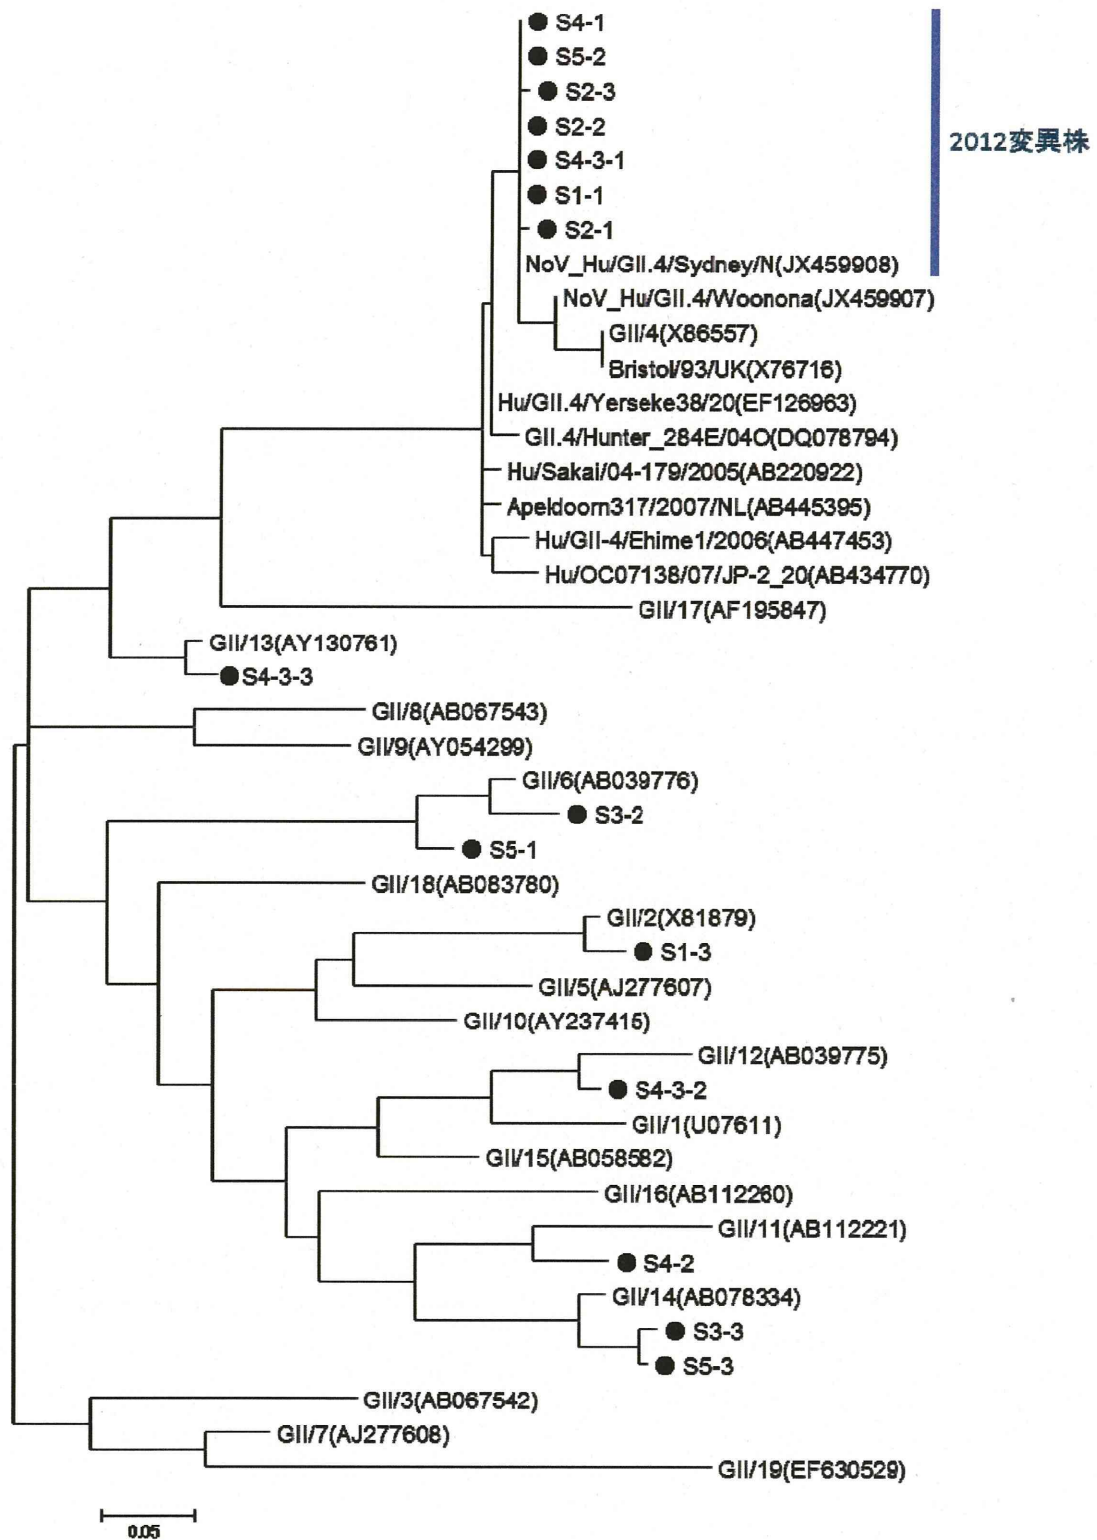 S4-1
S5-2
S2-3
S2-2
2012変異株
S4-3-1
S1-1
S2-1
NoV_Hu/GII.4/Sydney/N(JX459908)
NoV_Hu/GII.4/Woonona(JX459907)
GII/4(X86557)
Bristol/93/UK(X76716)
Hu/GII.4/Yerseke38/20(EF126963)
GII.4/Hunter_284E/04O(DQ078794)
Hu/Sakai/04-179/2005(AB220922)
Apeldoorn317/2007/NL(AB445395)
Hu/GII-4/Ehime1/2006(AB447453)
Hu/OC07138/07/JP-2_20(AB434770)
GII/17(AF195847)
GII/13(AY130761)
S4-3-3
GII/8(AB067543)
GII/9(AY054299)
GII/6(AB039776)
S3-2
S5-1
GII/18(AB083780)
GII/2(X81879)
S1-3
GII/5(AJ277607)
GII/10(AY237415)
GII/12(AB039775)
S4-3-2
GII/1(U07611)
GII/15(AB058582)
GII/16(AB112260)
GII/11(AB112221)
S4-2
GII/14(AB078334)
S3-3
S5-3
GII/3(AB067542)
GII/7(AJ277608)
GII/19(EF630529)
0.05